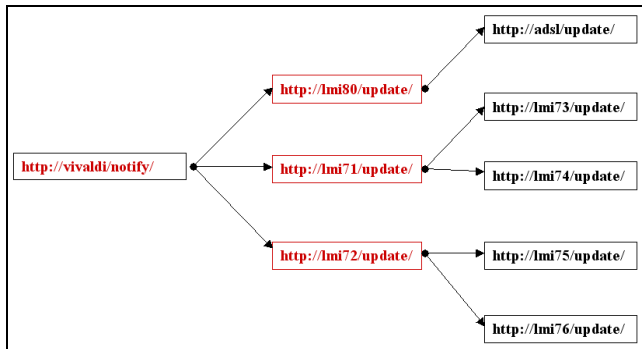 http://adsl/update/
http://lmi80/update/
http://lmi73/update/
http://vivaldi/notify/
http://lmi71/update/
http://lmi74/update/
http://lmi72/update/
http://lmi75/update/
http://lmi76/update/